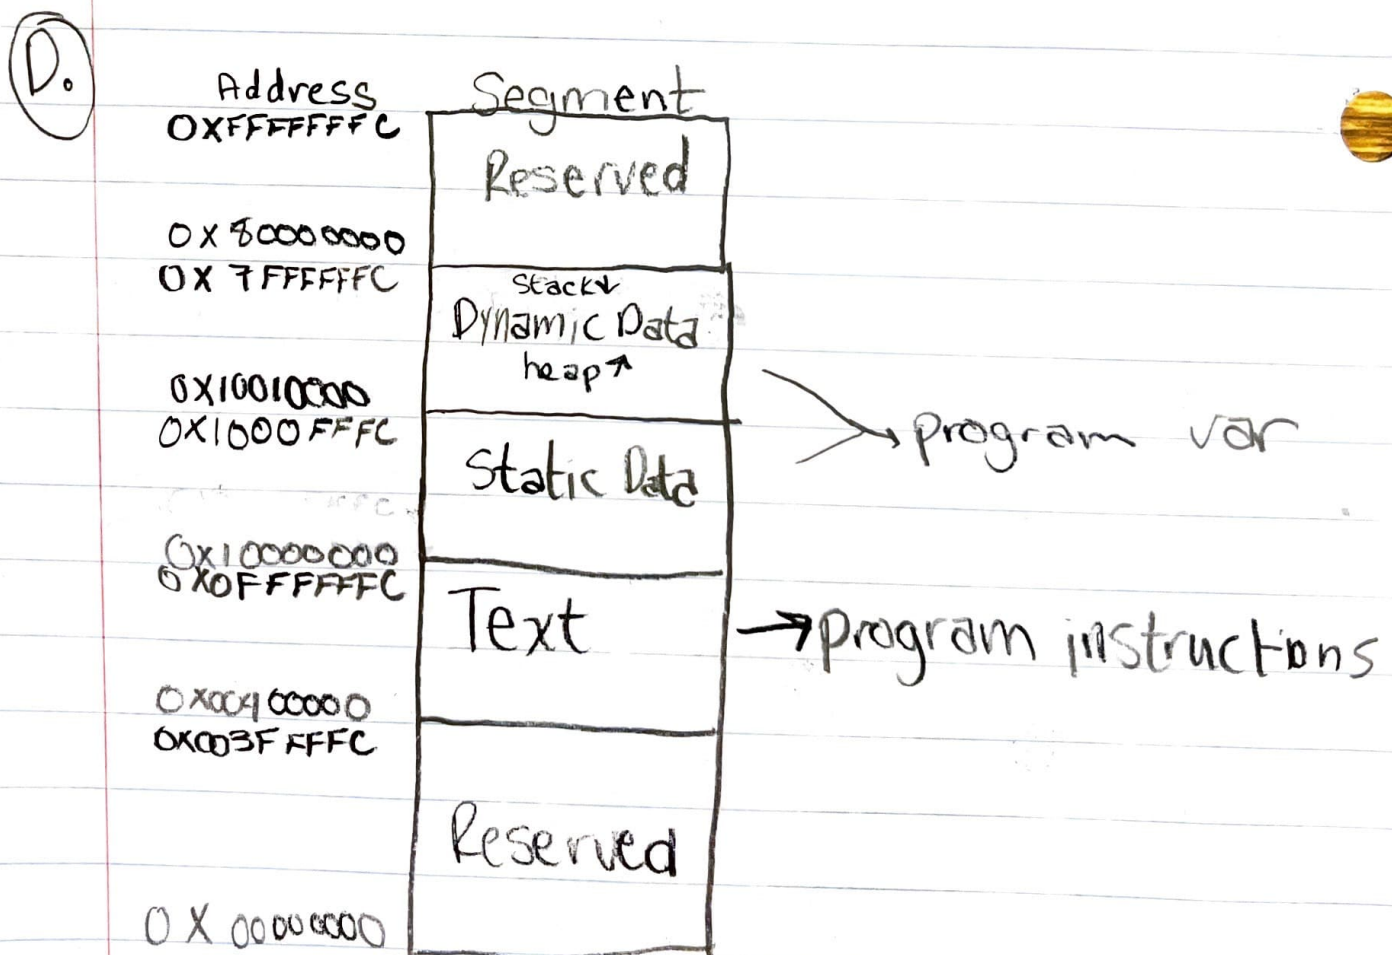 D.
Address Segment
0XFFFFFFFC
Reserved
0X80000000
0X7FFFFFFC
Stack↓
Dynamic Data
heap↑
0X10010000
0X1000FFFC
→program var
Static Data
0X10000000
0X0FFFFFFC
Text →program instructions
0X00400000
0X003FFFFC
Reserved
0X00000000